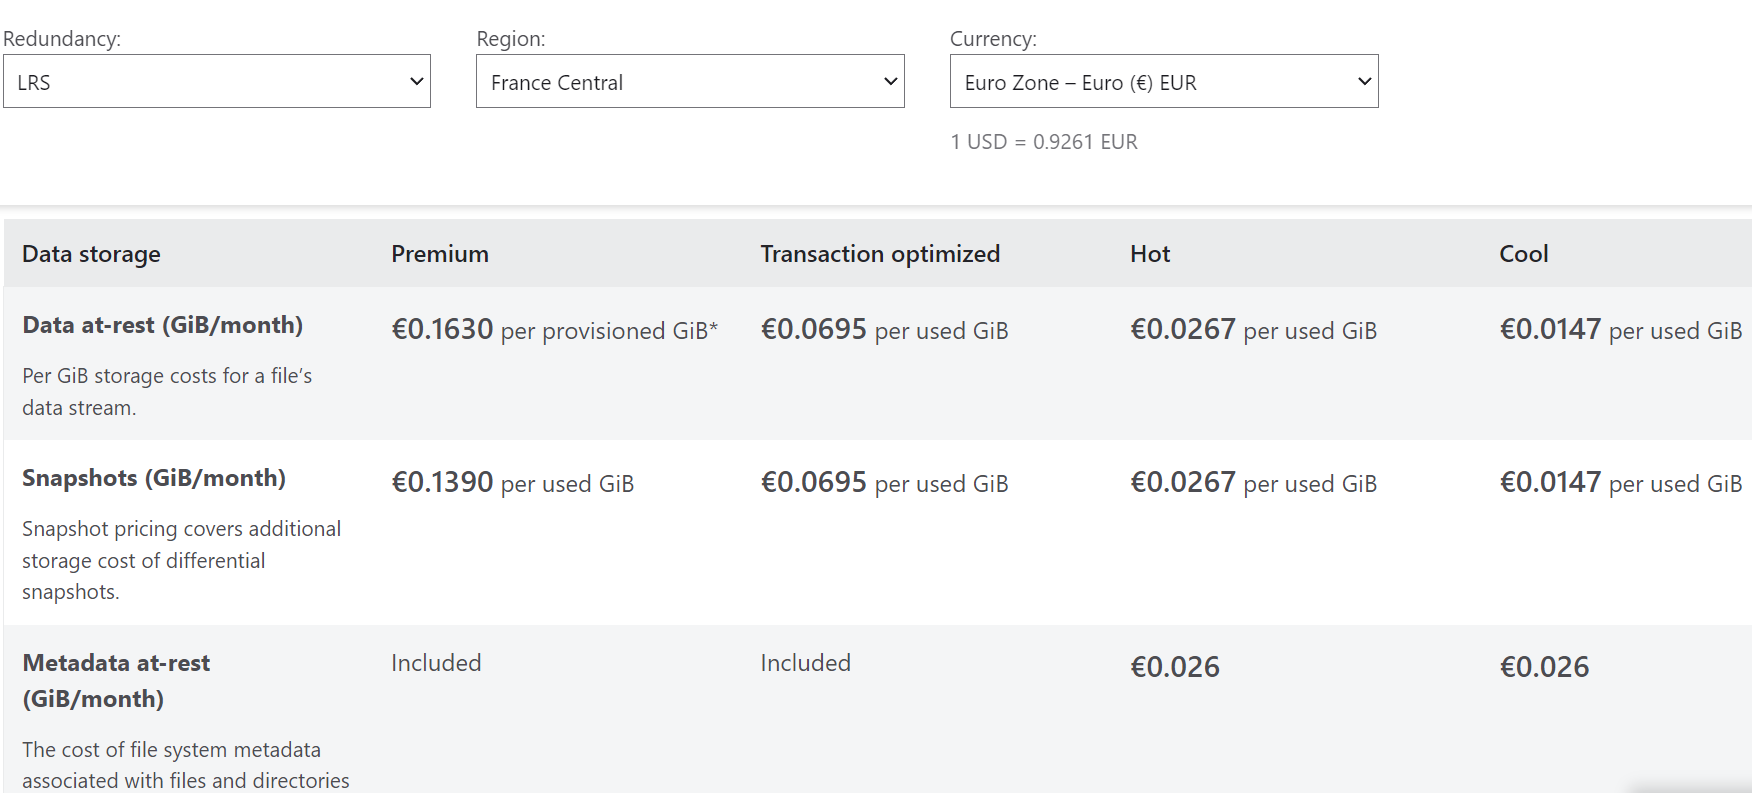 Redundancy: Region: Currency:
LRS France Central Euro Zone – Euro (€) EUR
1 USD = 0.9261 EUR
Data storage Premium Transaction optimized Hot Cool
Data at-rest (GiB/month) €0.1630 per provisioned GiB* €0.0695 per used GiB €0.0267 per used GiB €0.0147 per used GiB
Per GiB storage costs for a file’s
data stream.
Snapshots (GiB/month) €0.1390 per used GiB €0.0695 per used GiB €0.0267 per used GiB €0.0147 per used GiB
Snapshot pricing covers additional
storage cost of differential
snapshots.
Metadata at-rest Included Included €0.026 €0.026
(GiB/month)
The cost of file system metadata
associated with files and directories